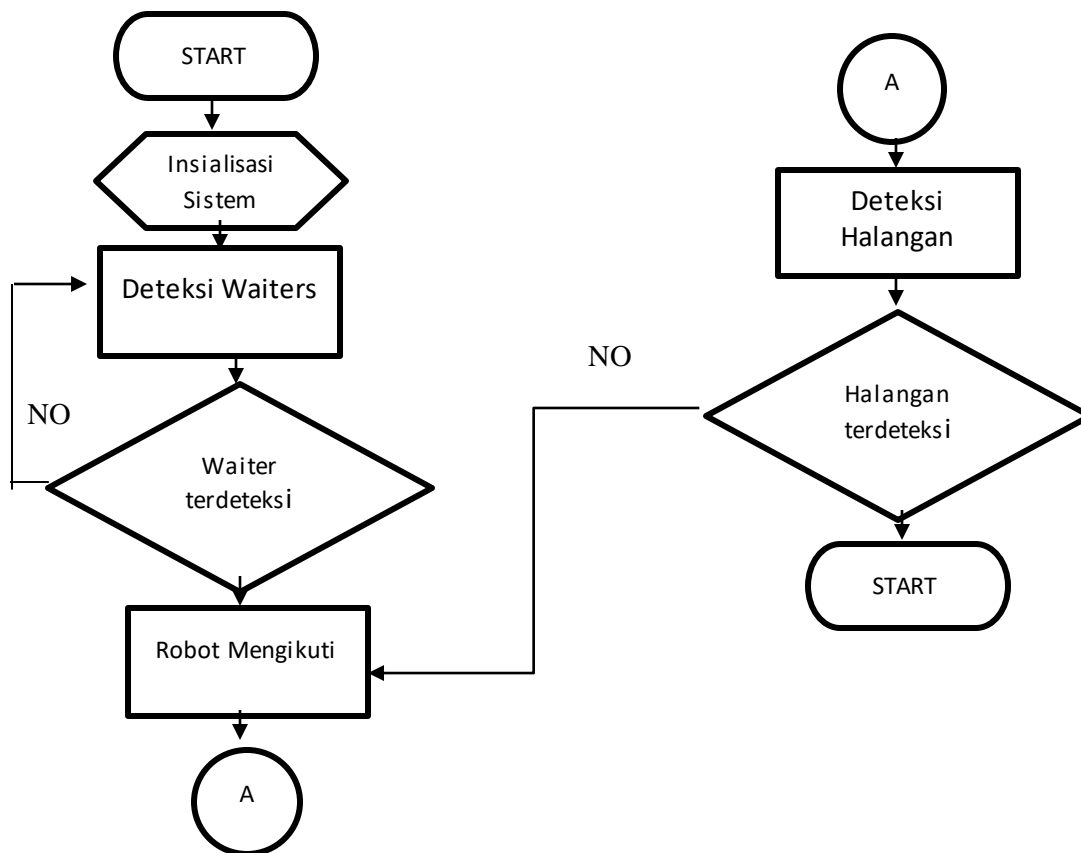 START
Insialisasi
Sistem
Deteksi Waiters
NO
Waiter
terdeteksi
Robot Mengikuti
A
A
Deteksi
Halangan
NO
Halangan
terdeteksi
START